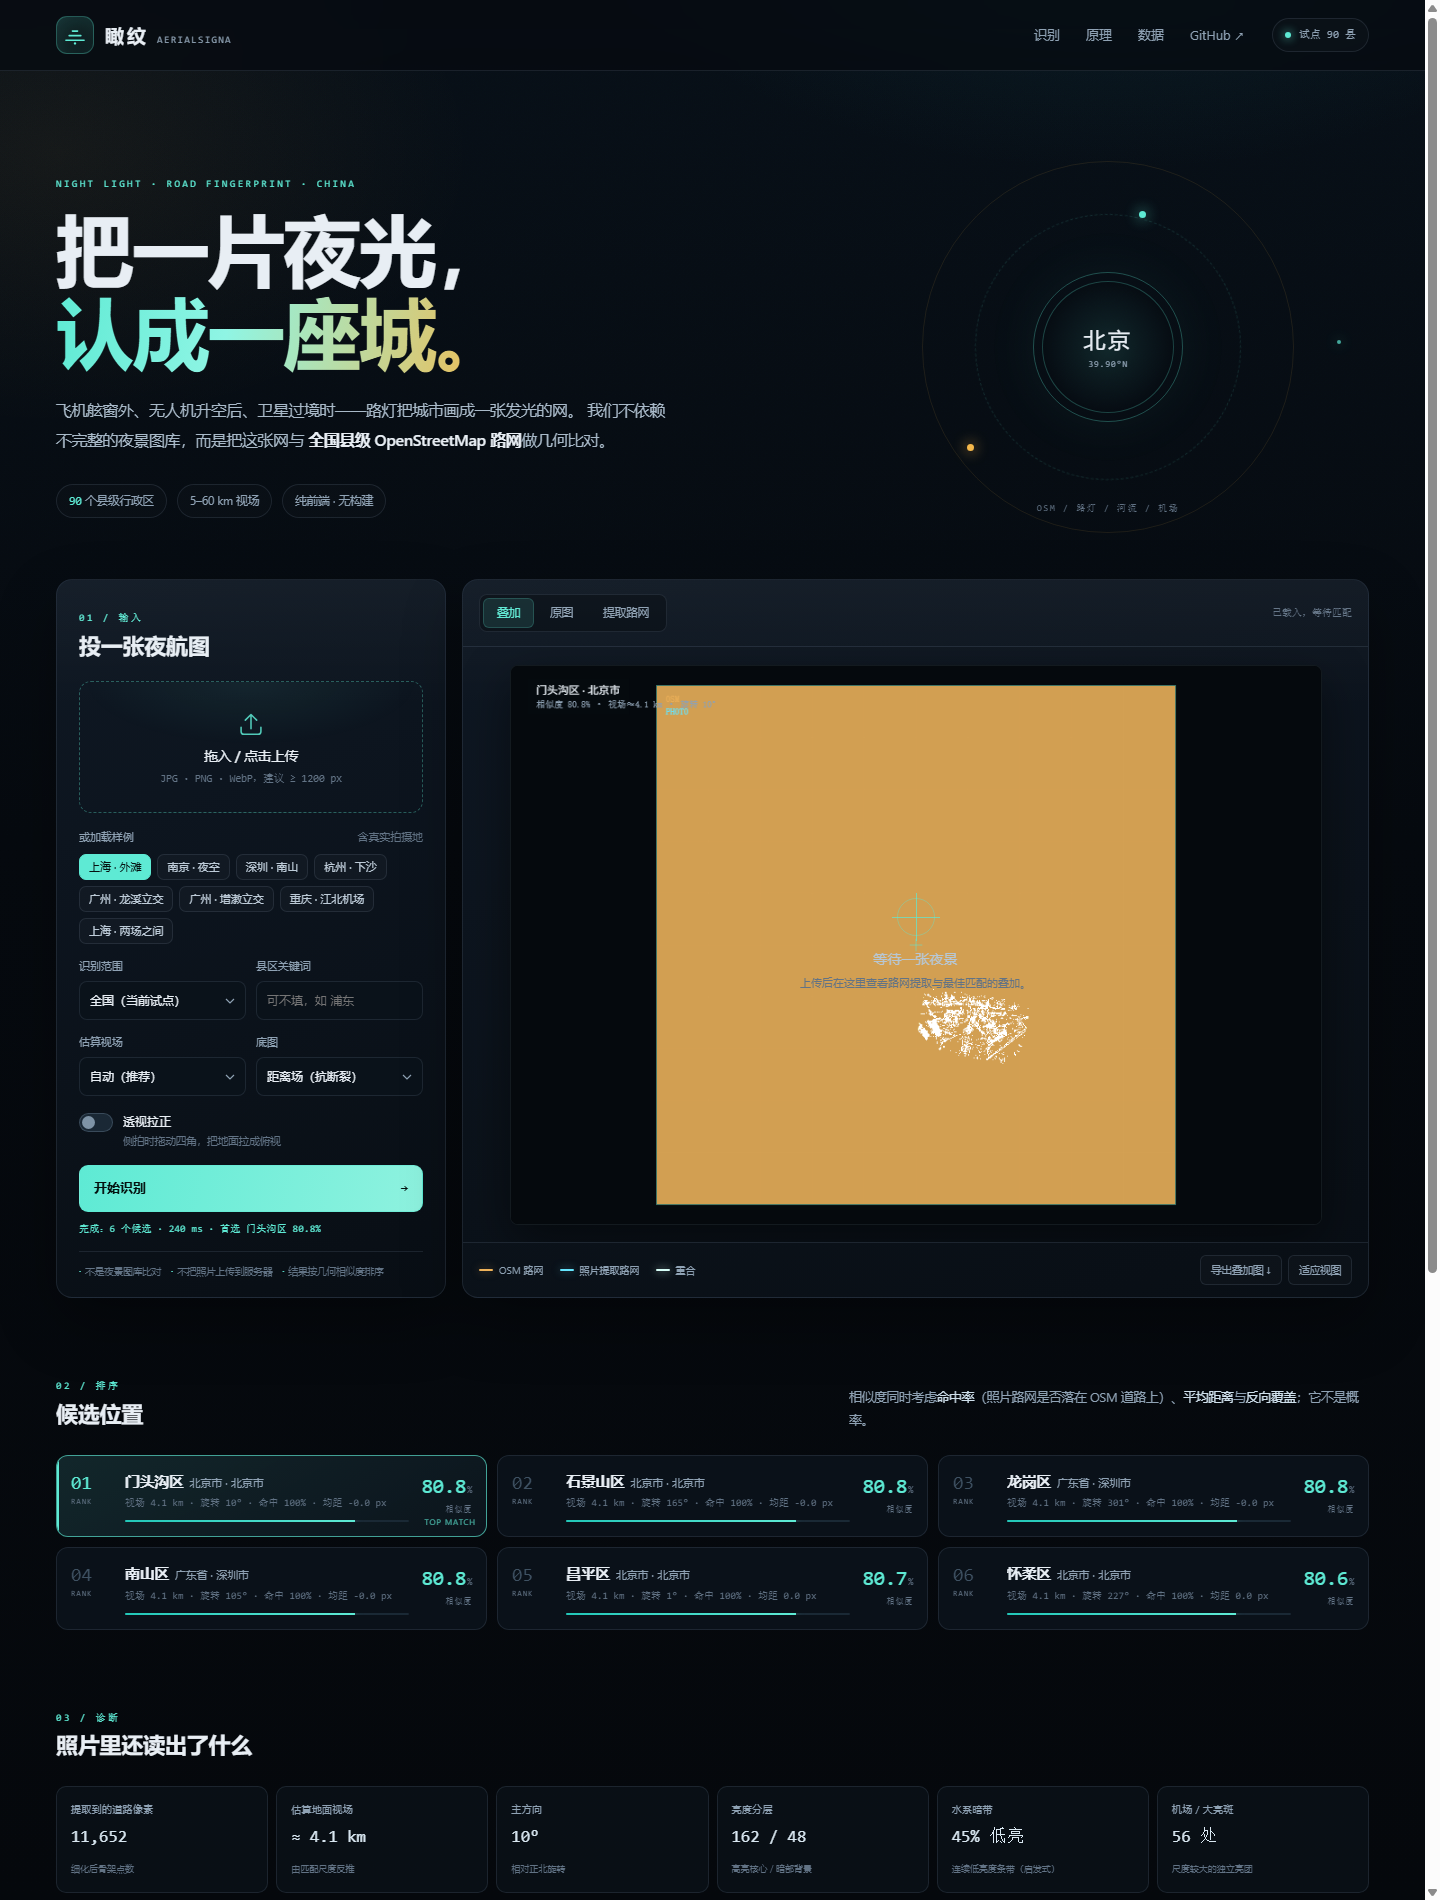 瞰纹 AERIALSIGNA
识别 原理 数据 GitHub ↗ 试点 90 县
NIGHT LIGHT · ROAD FINGERPRINT · CHINA
把一片夜光，
认成一座城。
飞机舷窗外、无人机升空后、卫星过境时——路灯把城市画成一张发光的网。 我们不依赖
不完整的夜景图库，而是把这张网与 全国县级 OpenStreetMap 路网做几何比对。
90 个县级行政区 5–60 km 视场 纯前端 · 无构建
北京
39.90°N
OSM / 路灯 / 河流 / 机场
01 / 输入
投一张夜航图
拖入 / 点击上传
JPG · PNG · WebP，建议 ≥ 1200 px
或加载样例 含真实拍摄地
上海 · 外滩 南京 · 夜空 深圳 · 南山 杭州 · 下沙
广州 · 龙溪立交 广州 · 增漖立交 重庆 · 江北机场
上海 · 两场之间
识别范围 县区关键词
全国（当前试点） 可不填，如 浦东
估算视场 底图
自动（推荐） 距离场（抗断裂）
透视拉正
侧拍时拖动四角，把地面拉成俯视
开始识别 →
完成：6 个候选 · 240 ms · 首选 门头沟区 80.8%
· 不是夜景图库比对 · 不把照片上传到服务器 · 结果按几何相似度排序
叠加 原图 提取路网 已载入，等待匹配
门头沟区 · 北京市
相似度 80.8% · 视场≈4.1 k
PHOTO
等待一张夜景
上传后在这里查看路网提取与最佳匹配的叠加。
OSM 路网 照片提取路网 重合 导出叠加图 ↓ 适应视图
02 / 排序
候选位置
相似度同时考虑命中率（照片路网是否落在 OSM 道路上）、平均距离与反向覆盖；它不是概
率。
01 RANK 门头沟区 北京市 · 北京市 80.8% 相似度
视场 4.1 km · 旋转 10° · 命中 100% · 均距 -0.0 px
TOP MATCH
02 RANK 石景山区 北京市 · 北京市 80.8% 相似度
视场 4.1 km · 旋转 165° · 命中 100% · 均距 -0.0 px
03 RANK 龙岗区 广东省 · 深圳市 80.8% 相似度
视场 4.1 km · 旋转 301° · 命中 100% · 均距 -0.0 px
04 RANK 南山区 广东省 · 深圳市 80.8% 相似度
视场 4.1 km · 旋转 105° · 命中 100% · 均距 -0.0 px
05 RANK 昌平区 北京市 · 北京市 80.7% 相似度
视场 4.1 km · 旋转 1° · 命中 100% · 均距 0.0 px
06 RANK 怀柔区 北京市 · 北京市 80.6% 相似度
视场 4.1 km · 旋转 227° · 命中 100% · 均距 0.0 px
03 / 诊断
照片里还读出了什么
提取到的道路像素
11,652
细化后骨架点数
估算地面视场
≈ 4.1 km
由匹配尺度反推
主方向
10°
相对正北旋转
亮度分层
162 / 48
高亮核心 / 暗部背景
水系暗带
45% 低亮
连续低亮度条带（启发式）
机场 / 大亮斑
56 处
尺度较大的独立亮团